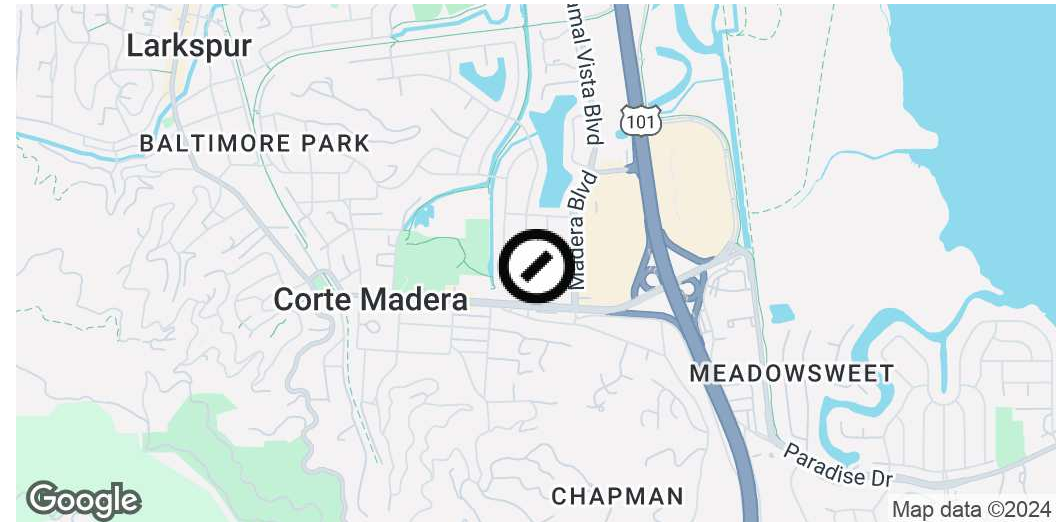 Larkspur
BALTIMORE PARK
Vista Blvd
101
Madera Blvd
Corte Madera
MEADOWSWEET
Paradise Dr
CHAPMAN
Google
Map data ©2024